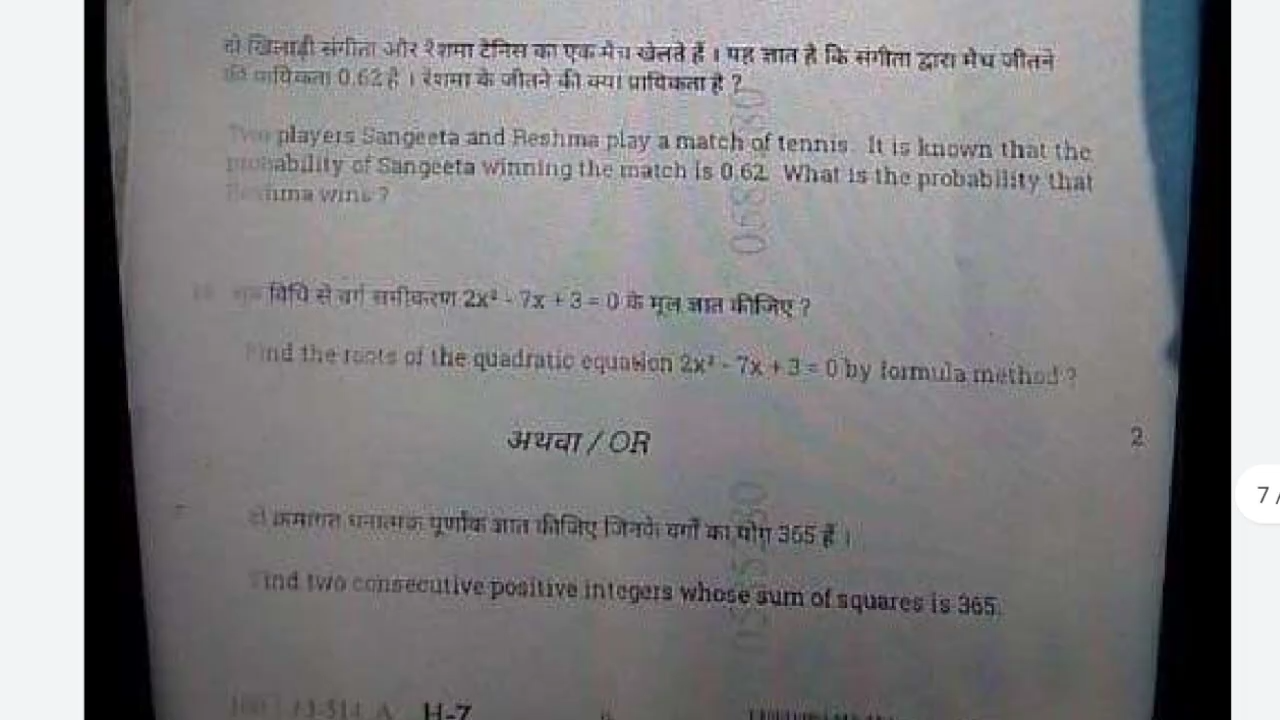 दो खिलाड़ी संगीता और रेशमा टेनिस का एक मैच खेलते हैं । यह ज्ञात है कि संगीता द्वारा मैच जीतने
की प्रायिकता 0.62 है । रेशमा के जीतने की क्या प्रायिकता है ?
Two players Sangeeta and Reshma play a match of tennis. It is known that the
probability of Sangeeta winning the match is 0.62. What is the probability that
Reshma wins ?
विधि से वर्ग समीकरण 2x² - 7x + 3 = 0 के मूल ज्ञात कीजिए ?
Find the roots of the quadratic equation 2x² - 7x + 3 = 0 by formula method ?
अथवा / OR
2
दो क्रमागत धनात्मक पूर्णांक ज्ञात कीजिए जिनके वर्गों का योग 365 हैं ।
Find two consecutive positive integers whose sum of squares is 365.
H-7
7/